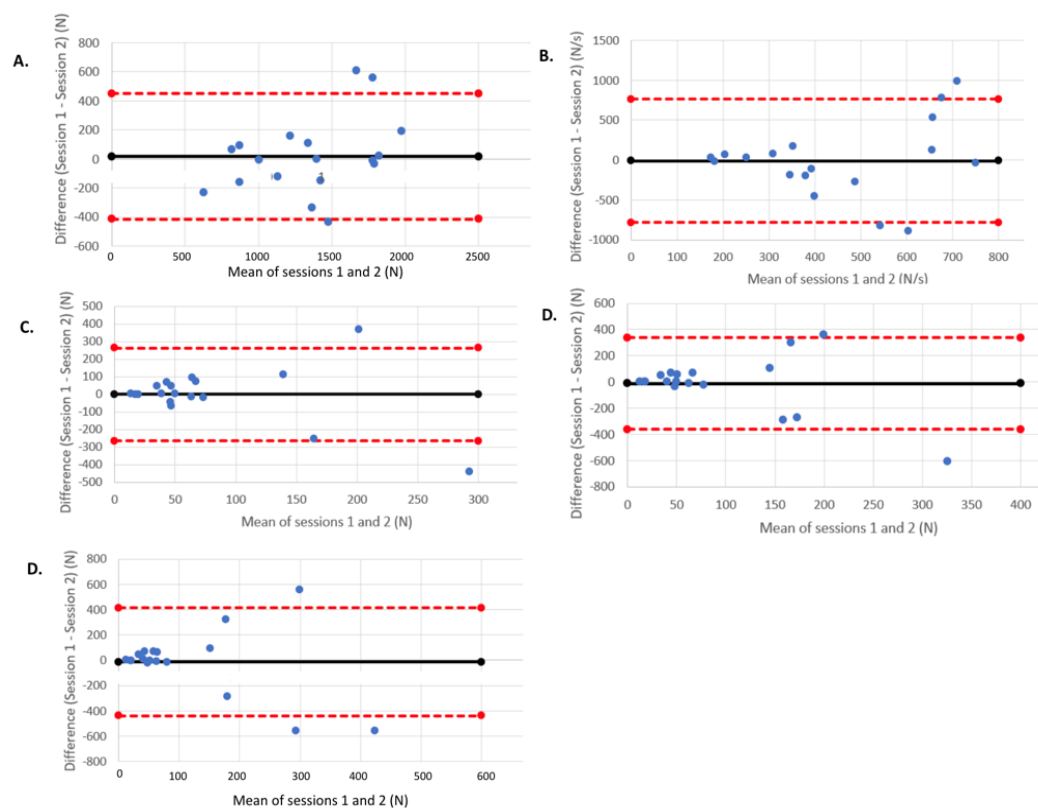 A.
Difference (Session 1 - Session 2) (N)
800
600
400
200
0
-200
-400
-600
0 500 1000 1500 2000 2500
Mean of sessions 1 and 2 (N)
1
B.
Difference (Session 1 - Session 2) (N/s)
1500
1000
500
0
-500
-1000
0 100 200 300 400 500 600 700 800
Mean of sessions 1 and 2 (N/s)
C.
Difference (Session 1 - Session 2) (N)
500
400
300
200
100
0
-100
-200
-300
-400
-500
0 50 100 150 200 250 300
Mean of sessions 1 and 2 (N)
D.
Difference (Session 1 - Session 2) (N)
600
400
200
0
-200
-400
-600
-800
0 50 100 150 200 250 300 350 400
Mean of sessions 1 and 2 (N)
D.
Difference (Session 1 - Session 2) (N)
800
600
400
200
0
-200
-400
-600
-800
0 100 200 300 400 500 600
Mean of sessions 1 and 2 (N)